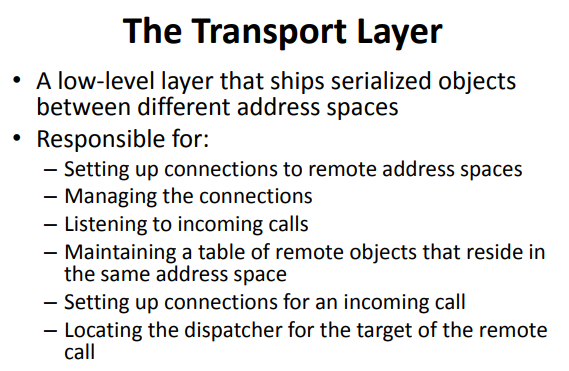 The Transport Layer
• A low-level layer that ships serialized objects
between different address spaces
• Responsible for:
– Setting up connections to remote address spaces
– Managing the connections
– Listening to incoming calls
– Maintaining a table of remote objects that reside in
the same address space
– Setting up connections for an incoming call
– Locating the dispatcher for the target of the remote
call